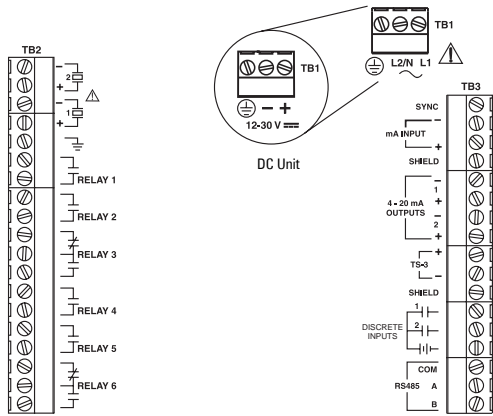 TB2
-
2
+
-
1
+
RELAY 1
RELAY 2
RELAY 3
RELAY 4
RELAY 5
RELAY 6
TB1
- +
12-30 V
DC Unit
TB1
L2/N L1
TB3
SYNC
-
mA INPUT
+
SHIELD
-
1
+
4 - 20 mA
OUTPUTS
-
2
+
+
TS-3
-
SHIELD
1
DISCRETE
INPUTS
2
COM
RS485 A
B